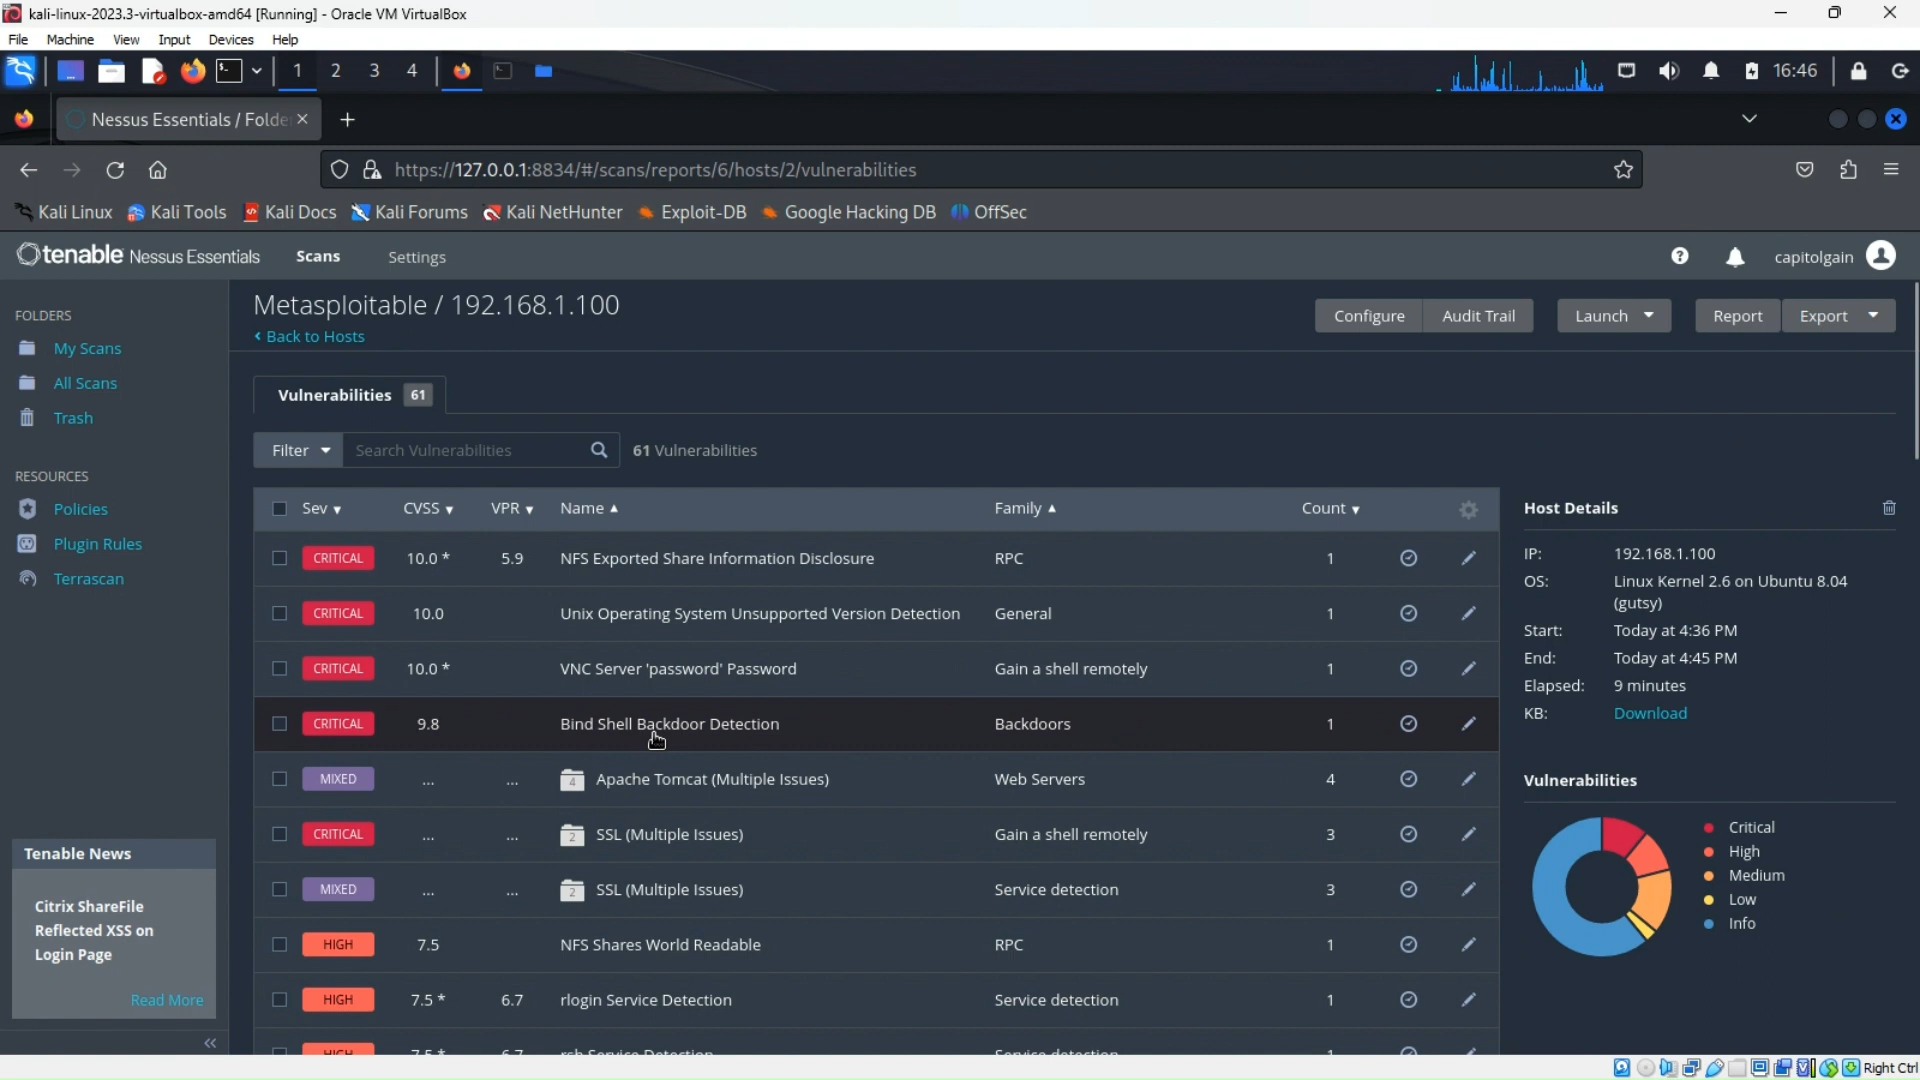 kali-linux-2023.3-virtualbox-amd64 [Running] - Oracle VM VirtualBox
File Machine View Input Devices Help
1 2 3 4 16:46
Nessus Essentials / Folde
https://127.0.0.1:8834/#/scans/reports/6/hosts/2/vulnerabilities
Kali Linux Kali Tools Kali Docs Kali Forums Kali NetHunter Exploit-DB Google Hacking DB OffSec
tenable Nessus Essentials Scans Settings capitolgain
FOLDERS
My Scans
All Scans
Trash
RESOURCES
Policies
Plugin Rules
Terrascan
Tenable News
Citrix ShareFile
Reflected XSS on
Login Page
Read More
Metasploitable / 192.168.1.100
< Back to Hosts
Configure Audit Trail Launch Report Export
Vulnerabilities 61
Filter Search Vulnerabilities 61 Vulnerabilities
Sev CVSS VPR Name Family Count
CRITICAL 10.0 * 5.9 NFS Exported Share Information Disclosure RPC 1
CRITICAL 10.0 Unix Operating System Unsupported Version Detection General 1
CRITICAL 10.0 * VNC Server 'password' Password Gain a shell remotely 1
CRITICAL 9.8 Bind Shell Backdoor Detection Backdoors 1
MIXED ... ... 4 Apache Tomcat (Multiple Issues) Web Servers 4
CRITICAL ... ... 2 SSL (Multiple Issues) Gain a shell remotely 3
MIXED ... ... 2 SSL (Multiple Issues) Service detection 3
HIGH 7.5 NFS Shares World Readable RPC 1
HIGH 7.5 * 6.7 rlogin Service Detection Service detection 1
HIGH 7.5 * 6.7 rsh Service Detection Service detection 1
Host Details
IP: 192.168.1.100
OS: Linux Kernel 2.6 on Ubuntu 8.04
(gutsy)
Start: Today at 4:36 PM
End: Today at 4:45 PM
Elapsed: 9 minutes
KB: Download
Vulnerabilities
Critical
High
Medium
Low
Info
Right Ctrl